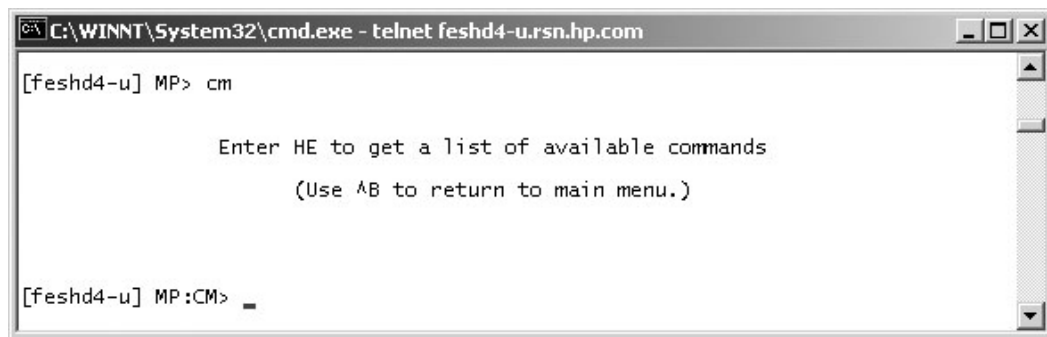 C:\WINNT\System32\cmd.exe - telnet feshd4-u.rsn.hp.com
[feshd4-u] MP> cm
Enter HE to get a list of available commands
(Use ^B to return to main menu.)
[feshd4-u] MP:CM> _